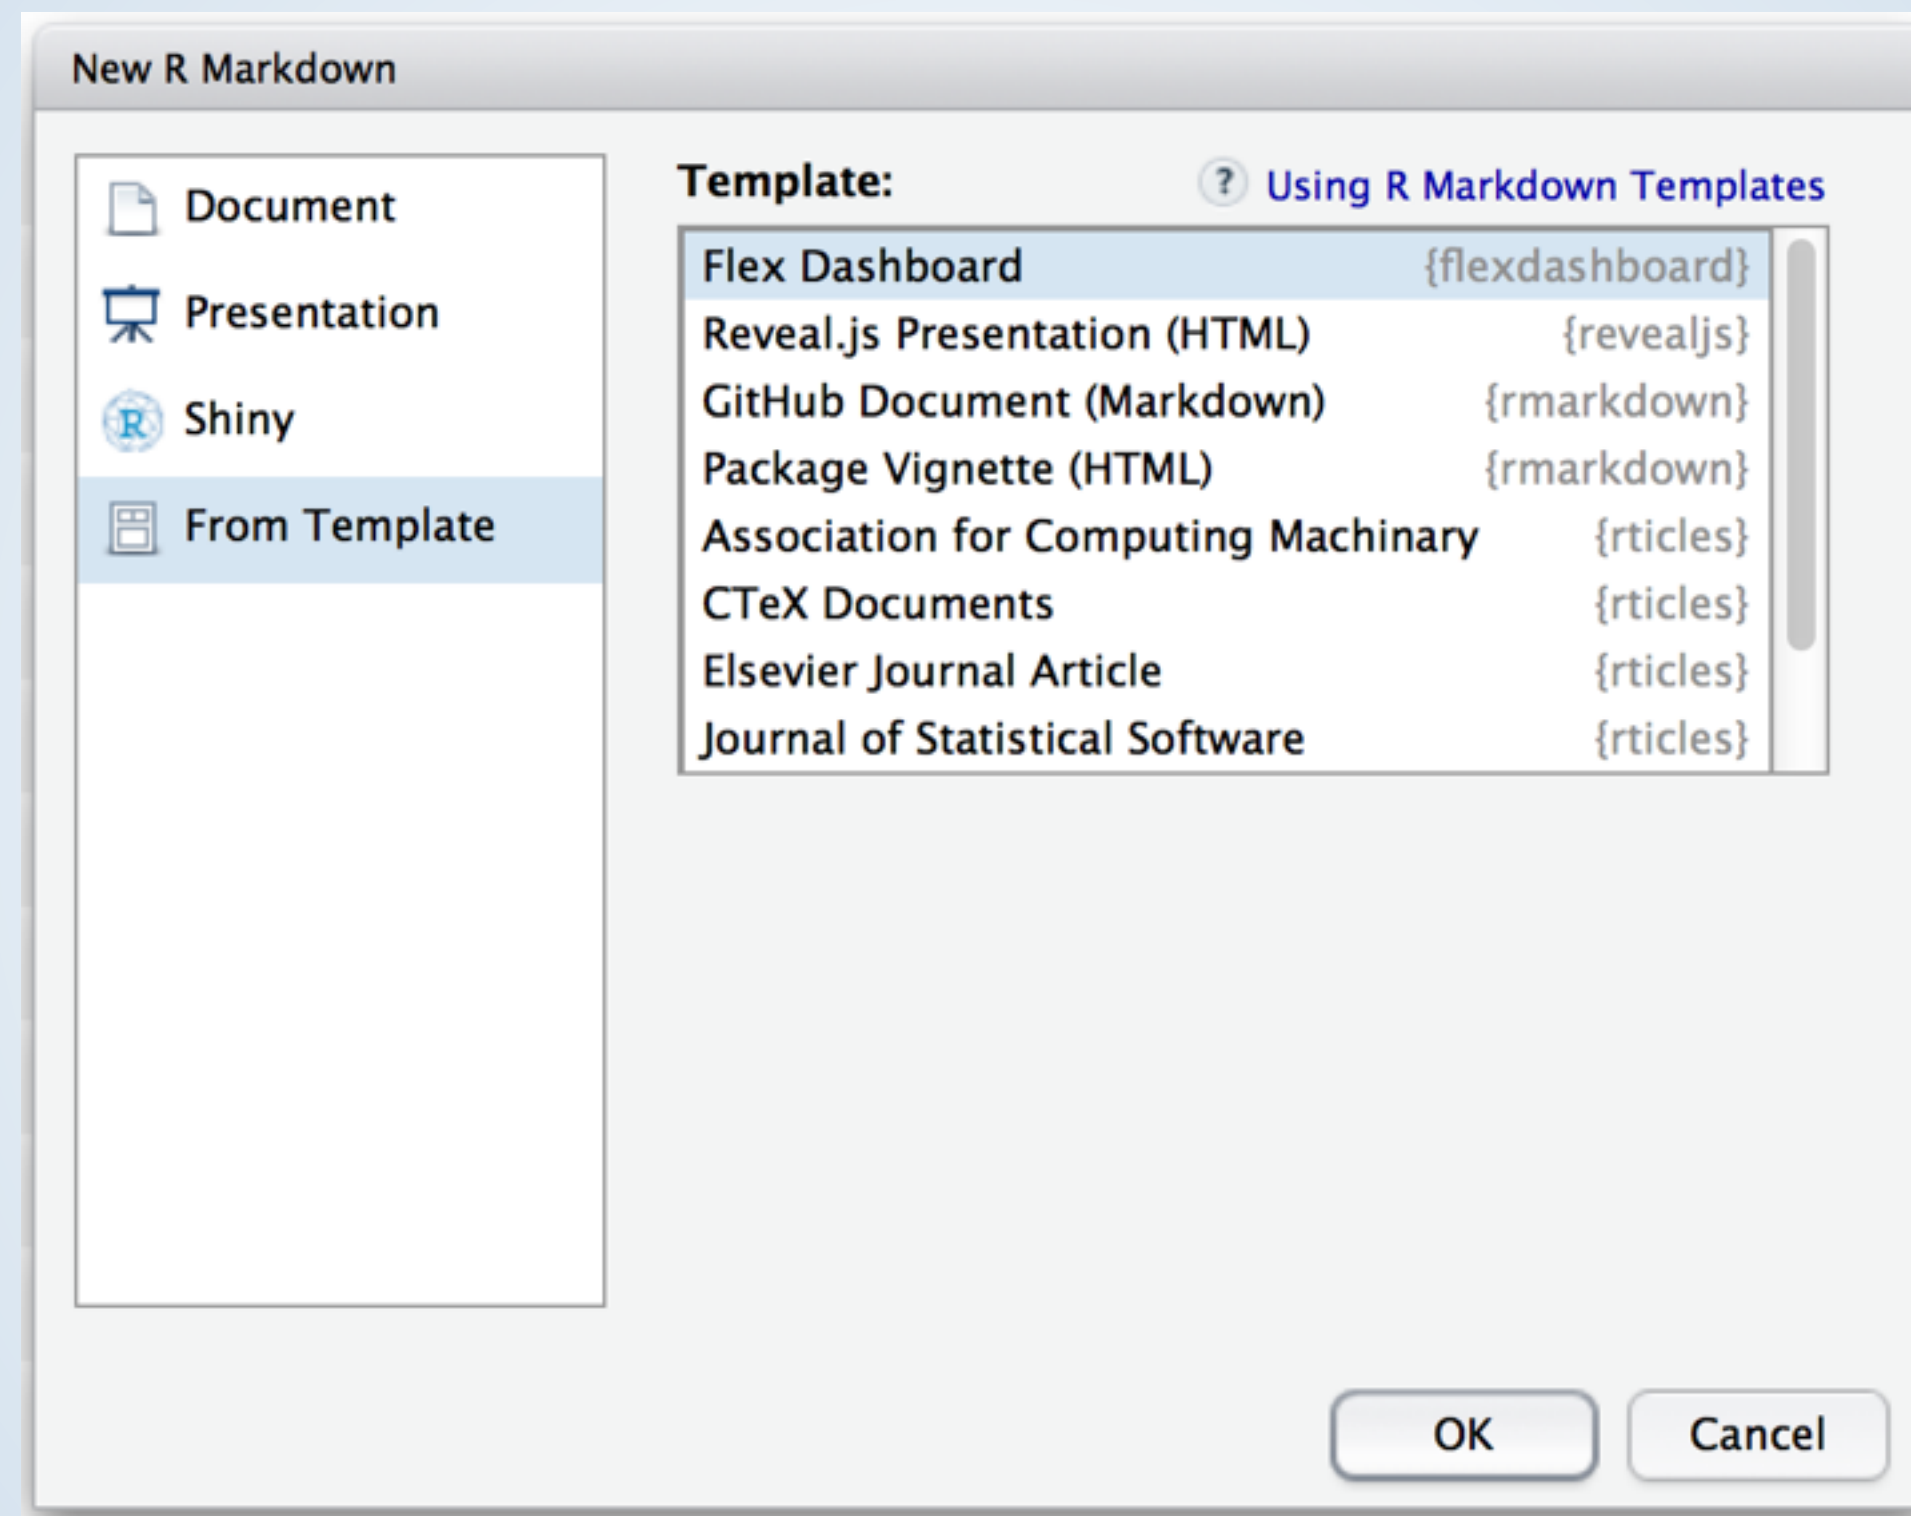 New R Markdown
Document
Presentation
Shiny
From Template
Template:
? Using R Markdown Templates
Flex Dashboard {flexdashboard}
Reveal.js Presentation (HTML) {revealjs}
GitHub Document (Markdown) {rmarkdown}
Package Vignette (HTML) {rmarkdown}
Association for Computing Machinary {rticles}
CTeX Documents {rticles}
Elsevier Journal Article {rticles}
Journal of Statistical Software {rticles}
OK Cancel